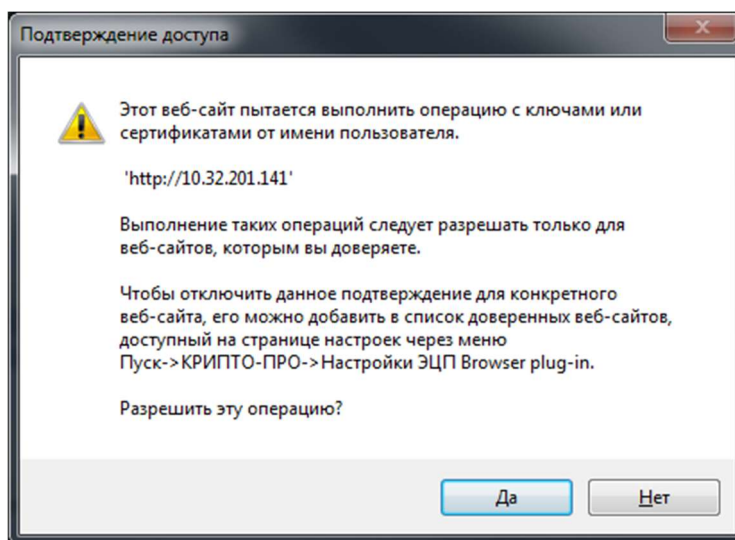 Подтверждение доступа
Этот веб-сайт пытается выполнить операцию с ключами или
сертификатами от имени пользователя.
'http://10.32.201.141'
Выполнение таких операций следует разрешать только для
веб-сайтов, которым вы доверяете.
Чтобы отключить данное подтверждение для конкретного
веб-сайта, его можно добавить в список доверенных веб-сайтов,
доступный на странице настроек через меню
Пуск->КРИПТО-ПРО->Настройки ЭЦП Browser plug-in.
Разрешить эту операцию?
Да Нет